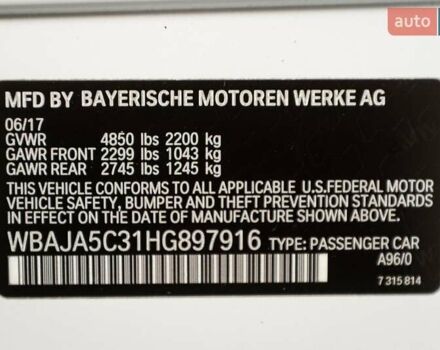 auto
MFD BY BAYERISCHE MOTOREN WERKE AG
06/17
GVWR 4850 lbs 2200 kg
GAWR FRONT 2299 lbs 1043 kg
GAWR REAR 2745 lbs 1245 kg
THIS VEHICLE CONFORMS TO ALL APPLICABLE U.S.FEDERAL MOTOR
VEHICLE SAFETY, BUMPER AND THEFT PREVENTION STANDARDS
IN EFFECT ON THE DATE OF MANUFACTURE SHOWN ABOVE.
WBAJA5C31HG897916 TYPE: PASSENGER CAR
A96/0
7 315 814